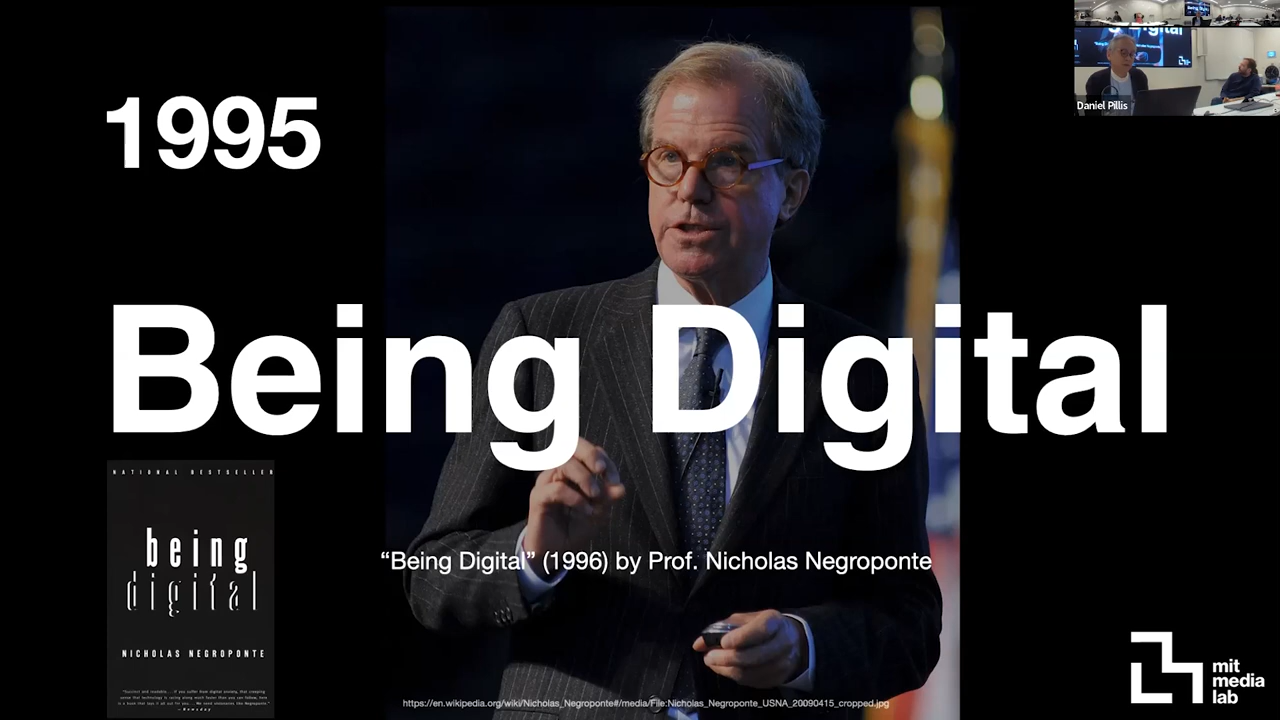 1995
Being Digital
Daniel Pillis
NATIONAL BESTSELLER
being
digital
NICHOLAS NEGROPONTE
“Being Digital” (1996) by Prof. Nicholas Negroponte
https://en.wikipedia.org/wiki/Nicholas_Negroponte#/media/File:Nicholas_Negroponte_USNA_20090415_cropped.jpg
mit
media
lab